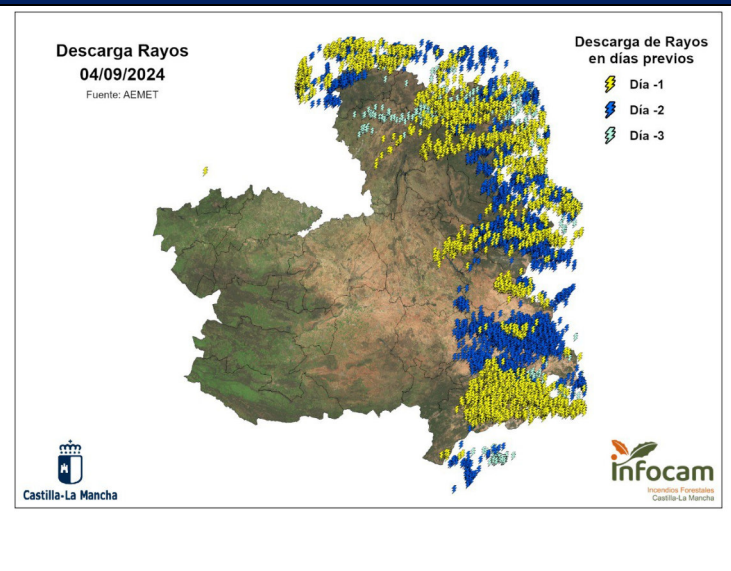 Descarga Rayos
04/09/2024
Fuente: AEMET
Descarga de Rayos
en días previos
Día -1
Día -2
Día -3
Castilla-La Mancha
infocam
Incendios Forestales
Castilla-La Mancha